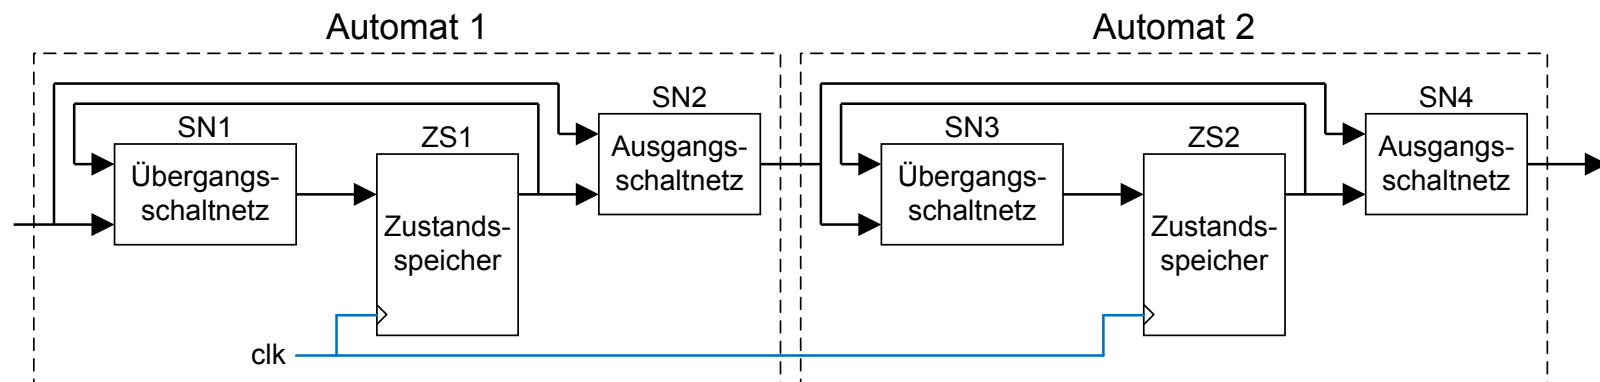 Automat 1
Automat 2
SN1
Übergangs-
schaltnetz
ZS1
Zustands-
speicher
SN2
Ausgangs-
schaltnetz
SN3
Übergangs-
schaltnetz
ZS2
Zustands-
speicher
SN4
Ausgangs-
schaltnetz
clk